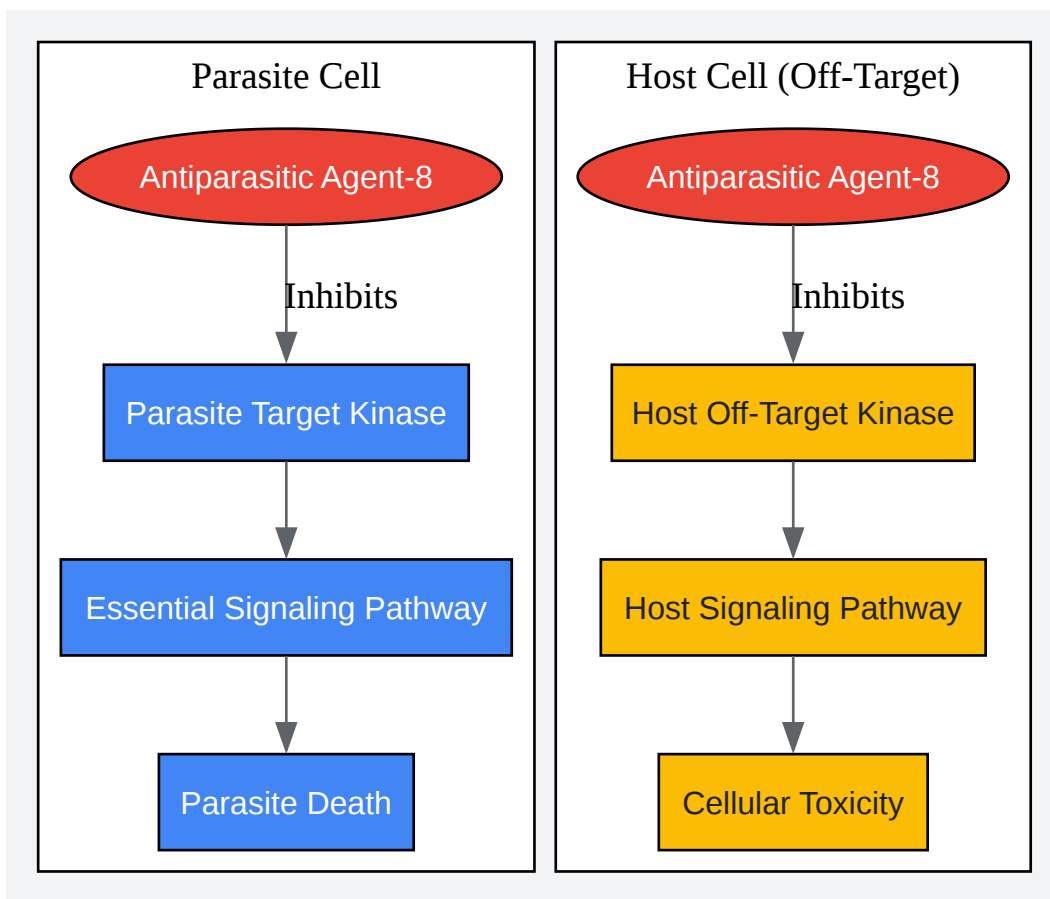 Parasite Cell
Antiparasitic Agent-8
Inhibits
Parasite Target Kinase
Essential Signaling Pathway
Parasite Death
Host Cell (Off-Target)
Antiparasitic Agent-8
Inhibits
Host Off-Target Kinase
Host Signaling Pathway
Cellular Toxicity